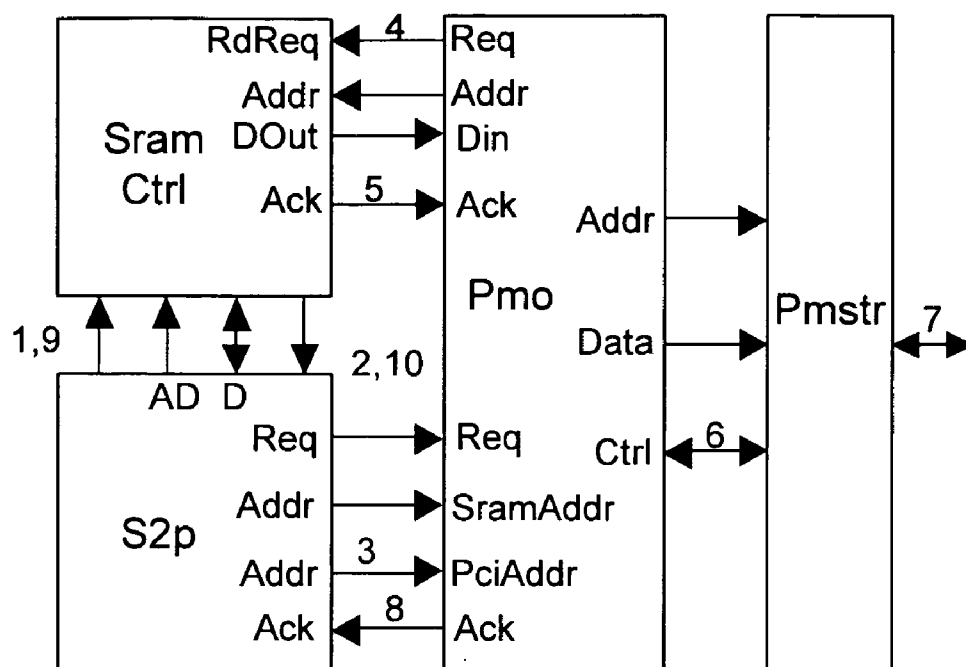 RdReq
4
Req
Addr
Addr
Sram
Ctrl
DOut
Din
Ack
5
Ack
Addr
Pmo
Pmstr
7
Data
1,9
2,10
AD D
Req
Req
Ctrl
6
Addr
SramAddr
S2p
Addr
3
PciAddr
Ack
8
Ack